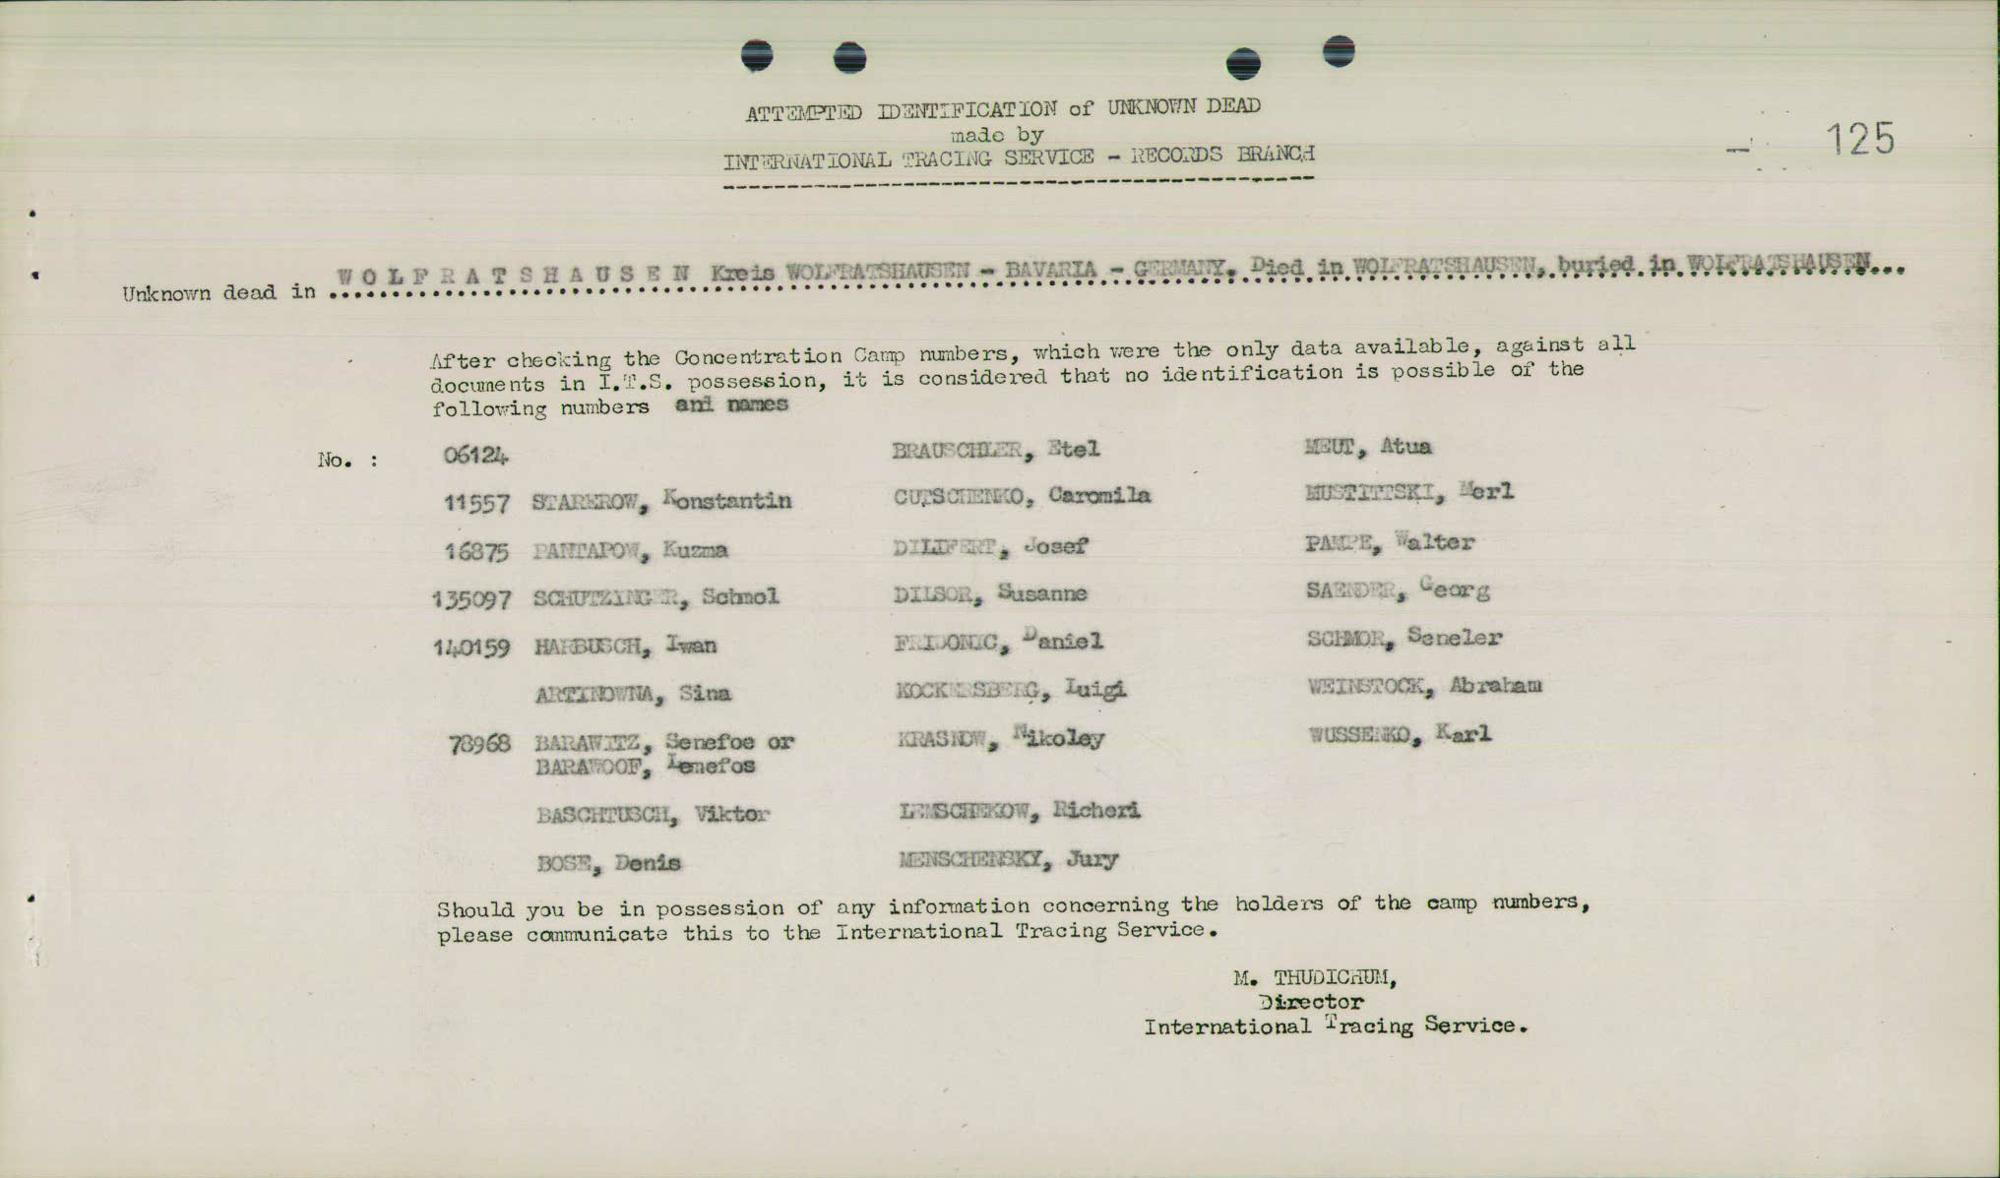 ATTEMPTED IDENTIFICATION of UNKNOWN DEAD
made by
INTERNATIONAL TRACING SERVICE - RECORDS BRANCH
125
Unknown dead in WOLFRATSHAUSEN Kreis WOLFRATSHAUSEN - BAVARIA - GERMANY. Died in WOLFRATSHAUSEN, buried in WOLFRATSHAUSEN...
After checking the Concentration Camp numbers, which were the only data available, against all
documents in I.T.S. possession, it is considered that no identification is possible of the
following numbers and names
No. : 06124 BRAUSCHLER, Etel MEUT, Atua
11557 Konstantin CUTSCHENKO, Caromila MUSTITTSKI, Merl
16875 PANTAPOW, Kuzma DILIFERT, Josef PAMPE, Walter
135097 SCHUTZINGER, Schmol DILSOR, Susanne SAENDER, Georg
140159 HARBUSCH, Iwan FRIDONIC, Daniel SCHMOR, Seneler
ARTINOWNA, Sina KOCKERSBERG, Luigi WEINSTOCK, Abraham
78968 BARAWITZ, Senefoe or KRASNOW, Nikoley WUSSENKO, Karl
BARAWOOF, Lenefos
BASCHTUSCH, Viktor LEMSCHEKOW, Richeri
BOSE, Denis MENSCHENSKY, Jury
Should you be in possession of any information concerning the holders of the camp numbers,
please communicate this to the International Tracing Service.
M. THUDICHUM,
Director
International Tracing Service.